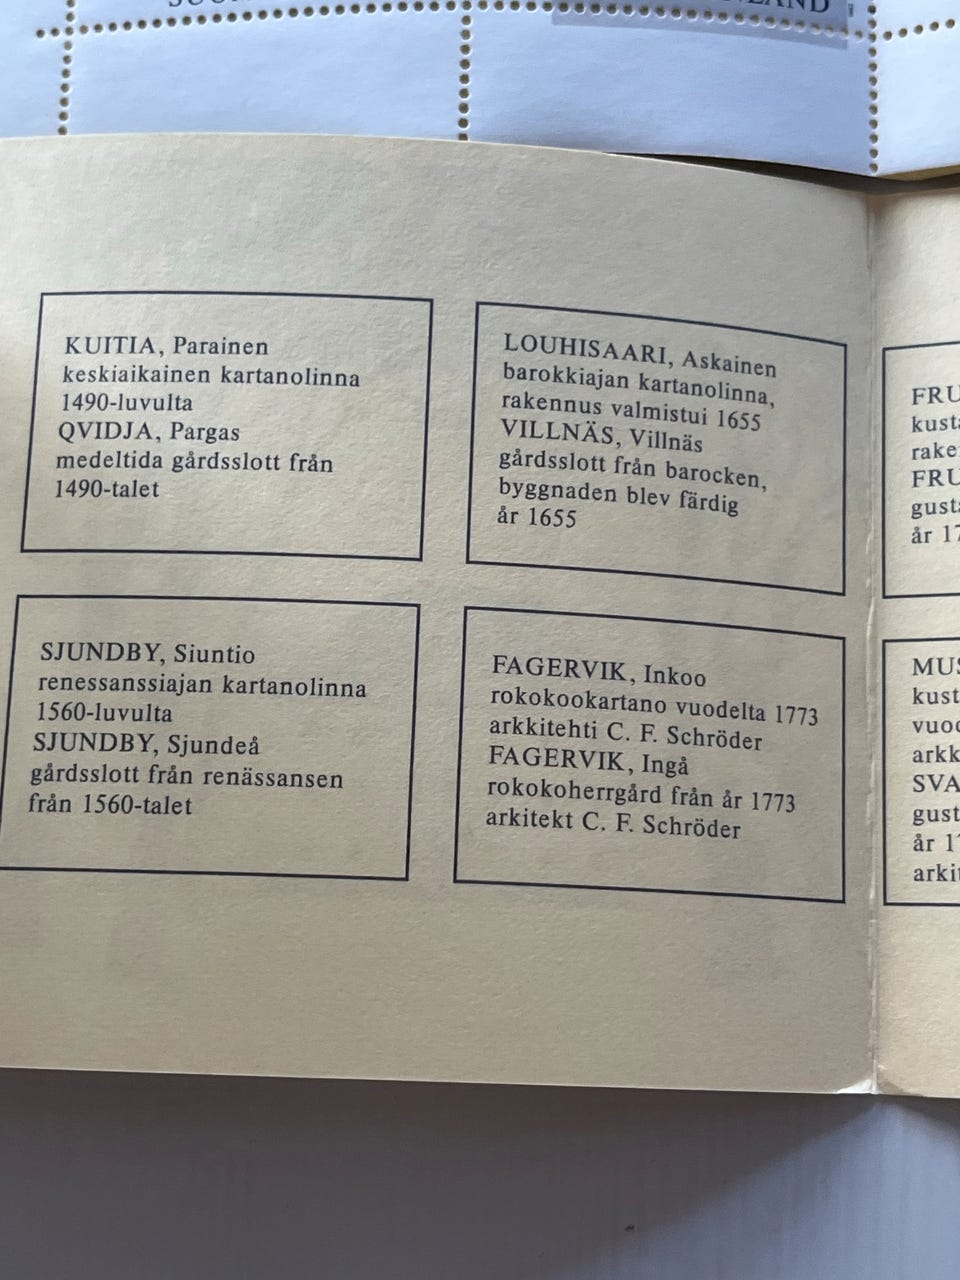 KUITIA, Parainen
keskiaikainen kartanolinna
1490-luvulta
QVIDJA, Pargas
medeltida gårdsslott från
1490-talet
LOUHISAARI, Askainen
barokkiajan kartanolinna,
rakennus valmistui 1655
VILLNÄS, Villnäs
gårdsslott från barocken,
byggnaden blev färdig
år 1655
SJUNDBY, Siuntio
renessanssiajan kartanolinna
1560-luvulta
SJUNDBY, Sjundeå
gårdsslott från renässansen
från 1560-talet
FAGERVIK, Inkoo
rokokookartano vuodelta 1773
arkkitehti C. F. Schröder
FAGERVIK, Ingå
rokokoherrgård från år 1773
arkitekt C. F. Schröder
år
år